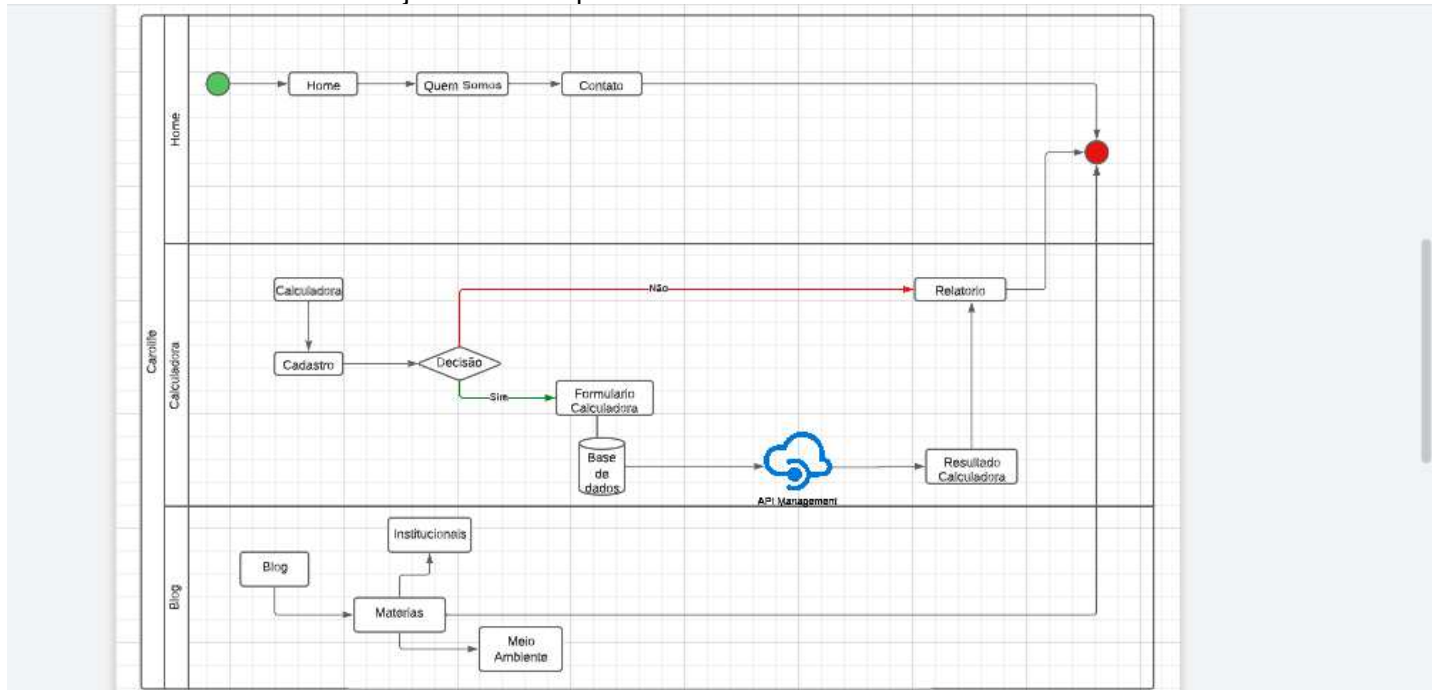 Home
Quem Somos
Contato
Home
Calculadora
Não
Relatorio
Carolife
Calculadora
Cadastro
Decisão
Sim
Formulario
Calculadora
Base
de
dados
API Management
Resultado
Calculadora
Institucionais
Blog
Blog
Matérias
Meio
Ambiente